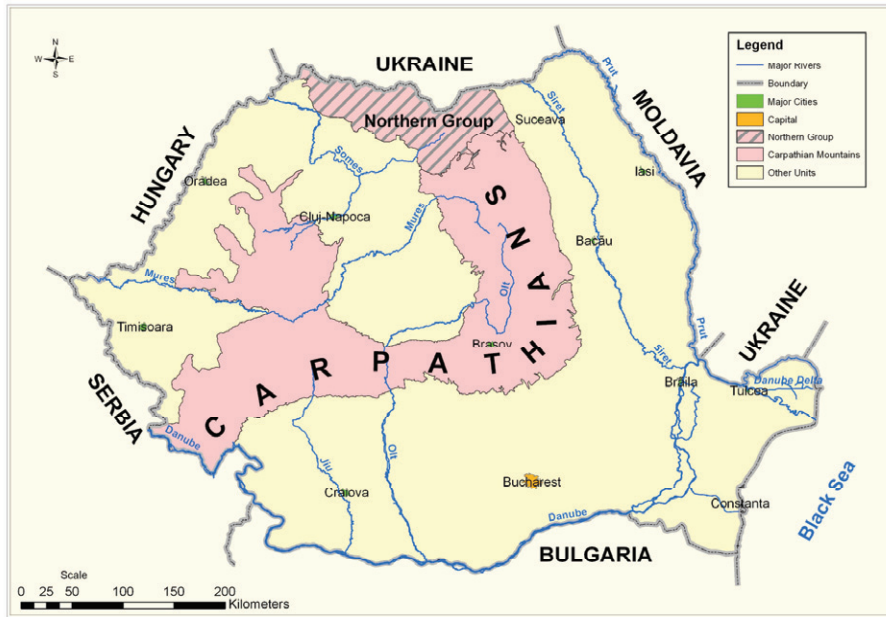 N
W E
S
UKRAINE
Northern Group
Suceava
Siret
Prut
MOLDAVIA
HUNGARY
Oradea
Somes
Cluj-Napoca
Mures
Iasi
Bacău
Olt
Mures
Timisoara
Brasov
CARPATHIANS
SERBIA
Danube
Jiu
Olt
Craiova
Bucharest
Danube
BULGARIA
siret
Prut
UKRAINE
Brăila
Tulcea
Danube Delta
Constanta
Black Sea
Legend
Major Rivers
Boundary
Major Cities
Capital
Northern Group
Carpathian Mountains
Other Units
Scale
0 25 50 100 150 200
Kilometers